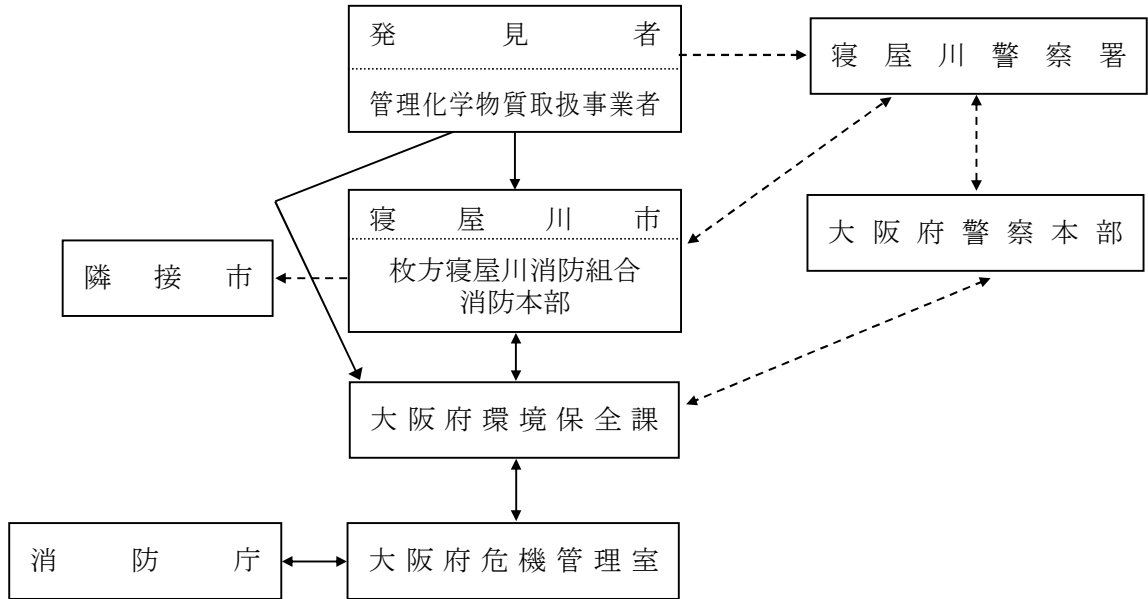 発見者
管理化学物質取扱事業者
寝屋川警察署
寝屋川市
枚方寝屋川消防組合
消防本部
大阪府警察本部
隣接市
大阪府環境保全課
消防庁
大阪府危機管理室